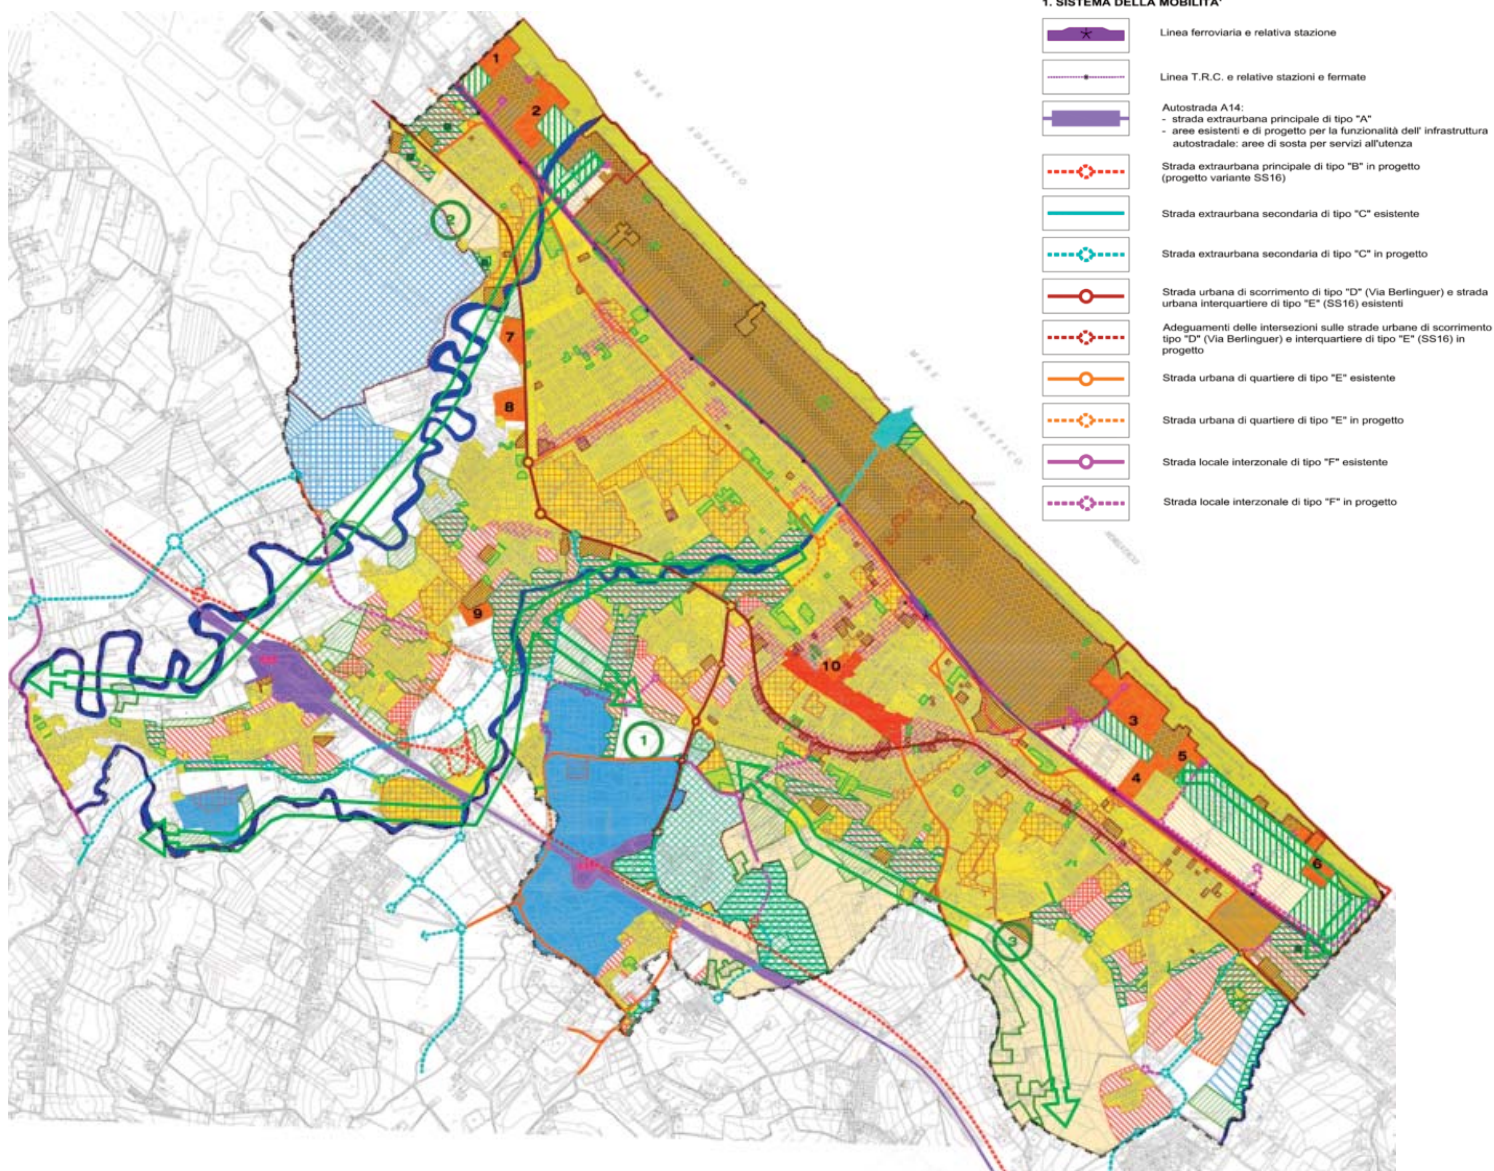 1. SISTEMA DELLA MOBILITA'
Linea ferroviaria e relativa stazione
Linea T.R.C. e relative stazioni e fermate
Autostrada A14:
- strada extraurbana principale di tipo "A"
- aree esistenti e di progetto per la funzionalità dell' infrastruttura
autostradale: aree di sosta per servizi all'utenza
Strada extraurbana principale di tipo "B" in progetto
(progetto variante SS16)
Strada extraurbana secondaria di tipo "C" esistente
Strada extraurbana secondaria di tipo "C" in progetto
Strada urbana di scorrimento di tipo "D" (Via Berlinguer) e strada
urbana interquartiere di tipo "E" (SS16) esistenti
Adeguamenti delle intersezioni sulle strade urbane di scorrimento
tipo "D" (Via Berlinguer) e interquartiere di tipo "E" (SS16) in
progetto
Strada urbana di quartiere di tipo "E" esistente
Strada urbana di quartiere di tipo "E" in progetto
Strada locale interzonale di tipo "F" esistente
Strada locale interzonale di tipo "F" in progetto
1
2
MARE
ADRIATICO
2
7
8
MARE
ADRIATICO
9
10
1
3
5
4
6
3